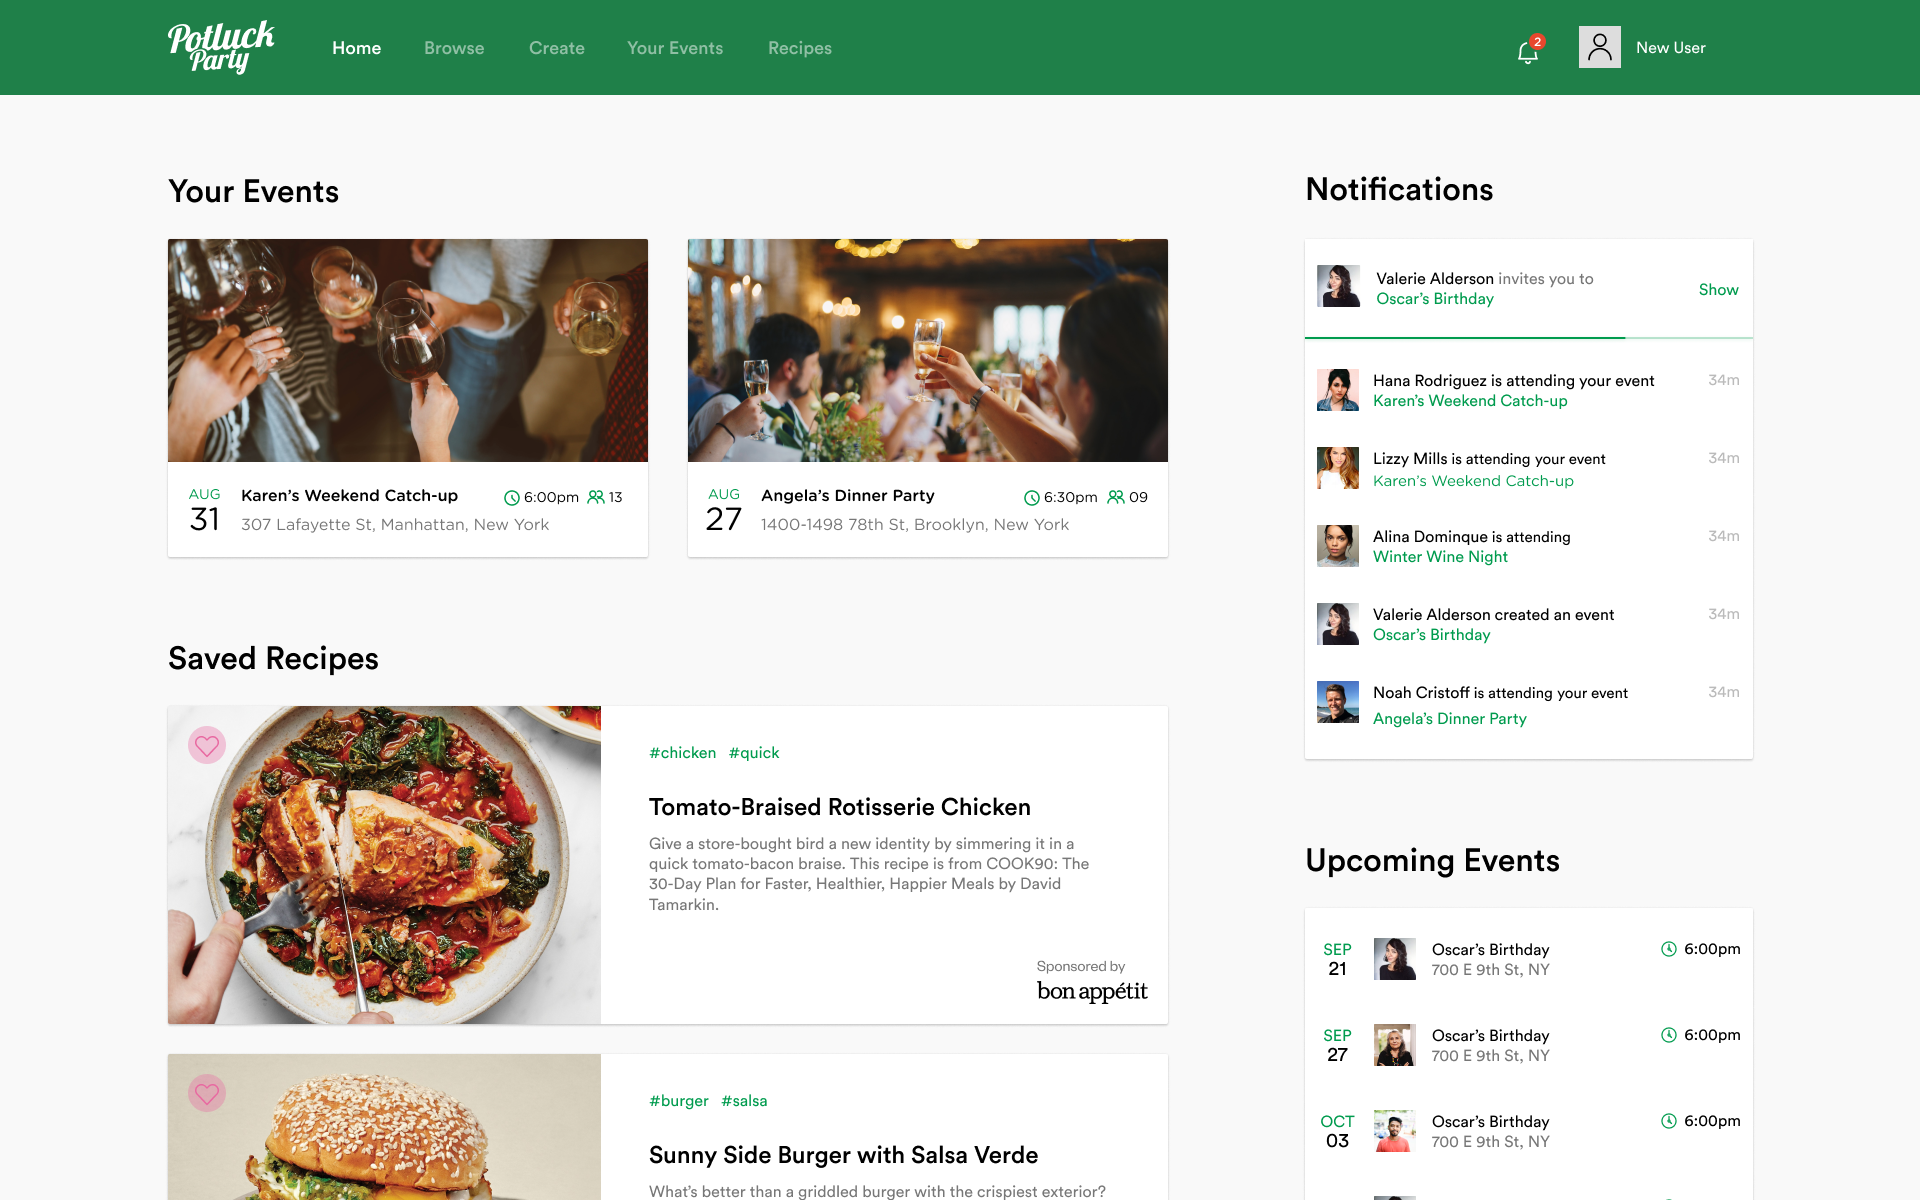 Potluck
Party
Home
Browse
Create
Your Events
Recipes
2
New User
Your Events
AUG
31
Karen’s Weekend Catch-up
6:00pm
13
307 Lafayette St, Manhattan, New York
AUG
27
Angela’s Dinner Party
6:30pm
09
1400-1498 78th St, Brooklyn, New York
Saved Recipes
#chicken #quick
Tomato-Braised Rotisserie Chicken
Give a store-bought bird a new identity by simmering it in a
quick tomato-bacon braise. This recipe is from COOK90: The
30-Day Plan for Faster, Healthier, Happier Meals by David
Tamarkin.
Sponsored by
bon appétit
#burger #salsa
Sunny Side Burger with Salsa Verde
What’s better than a griddled burger with the crispiest exterior?
Notifications
Valerie Alderson invites you to
Oscar’s Birthday
Show
Hana Rodriguez is attending your event
Karen’s Weekend Catch-up
34m
Lizzy Mills is attending your event
Karen’s Weekend Catch-up
34m
Alina Dominque is attending
Winter Wine Night
34m
Valerie Alderson created an event
Oscar’s Birthday
34m
Noah Cristoff is attending your event
Angela’s Dinner Party
34m
Upcoming Events
SEP
21
Oscar’s Birthday
700 E 9th St, NY
6:00pm
SEP
27
Oscar’s Birthday
700 E 9th St, NY
6:00pm
OCT
03
Oscar’s Birthday
700 E 9th St, NY
6:00pm